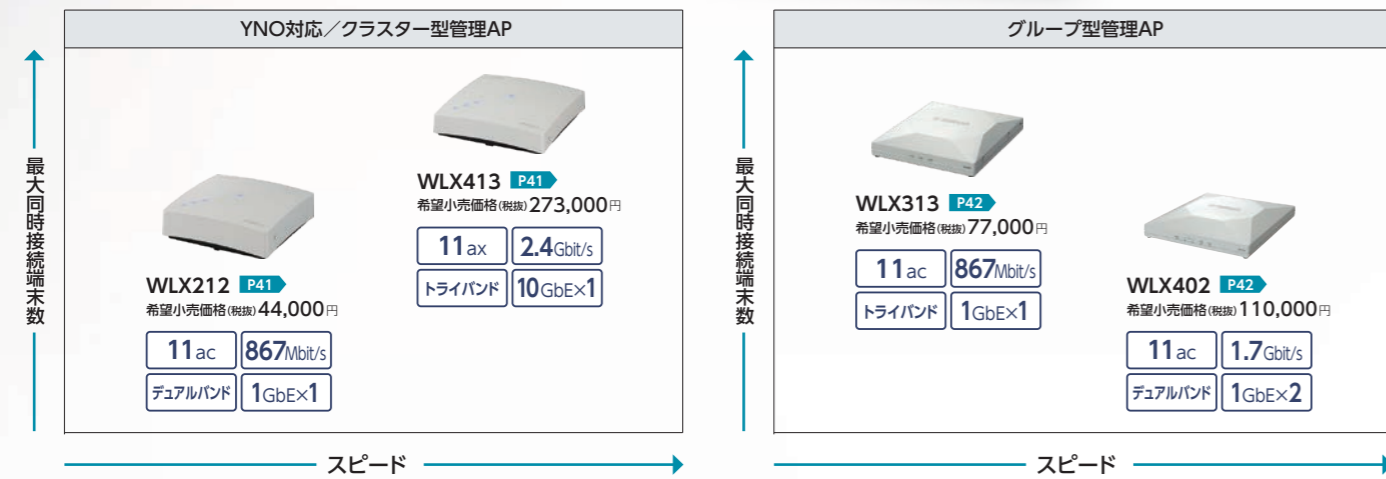 YNO対応／クラスター型管理AP
最大同時接続端末数
WLX413 P41
希望小売価格(税抜)273,000円
11ax 2.4Gbit/s
トライバンド 10GbE×1
WLX212 P41
希望小売価格(税抜)44,000円
11ac 867Mbit/s
デュアルバンド 1GbE×1
スピード
グループ型管理AP
最大同時接続端末数
WLX313 P42
希望小売価格(税抜)77,000円
11ac 867Mbit/s
トライバンド 1GbE×1
WLX402 P42
希望小売価格(税抜)110,000円
11ac 1.7Gbit/s
デュアルバンド 1GbE×2
スピード